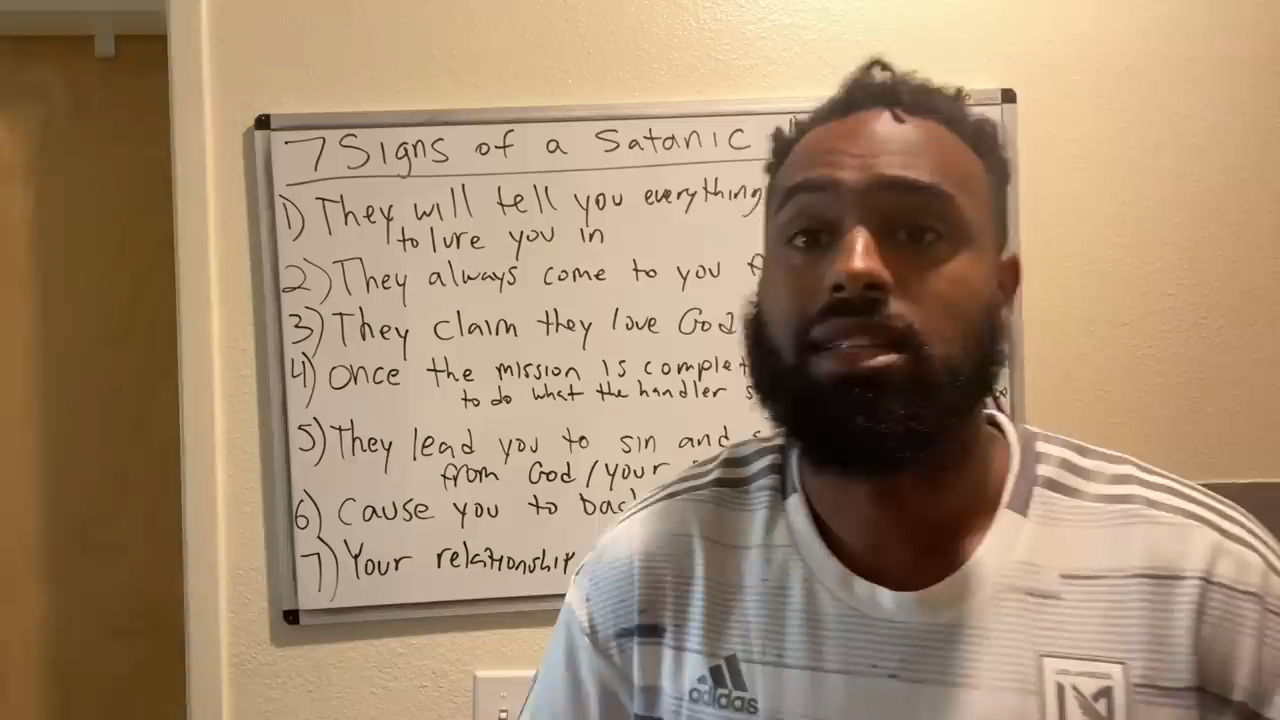 7 Signs of a Satanic
1) They will tell you everything
to lure you in
2) They always come to you
3) They claim they love God
4) Once the mission is
to do what the handler
5) They lead you to sin and
from God/your
6) Cause you to
7) Your relationship
adidas